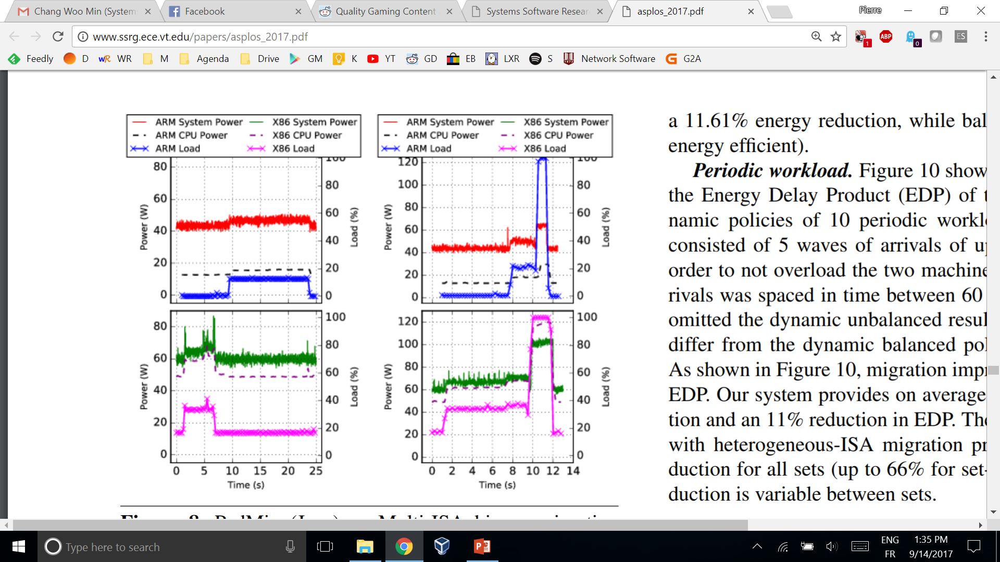 Chang Woo Min (System
Facebook
Quality Gaming Content
Systems Software Resear
asplos_2017.pdf
Pierre
www.ssrg.ece.vt.edu/papers/asplos_2017.pdf
1
ABP
0
ES
Feedly
D
WR
WR
M
Agenda
Drive
GM
K
YT
GD
EB
LXR
S
Network Software
G2A
ARM System Power
X86 System Power
ARM CPU Power
X86 CPU Power
ARM Load
X86 Load
80
60
40
20
0
Power (W)
100
80
60
40
20
0
Load (%)
80
60
40
20
0
Power (W)
100
80
60
40
20
0
Load (%)
0 5 10 15 20 25
Time (s)
ARM System Power
X86 System Power
ARM CPU Power
X86 CPU Power
ARM Load
X86 Load
120
100
80
60
40
20
0
Power (W)
100
80
60
40
20
0
Load (%)
120
100
80
60
40
20
0
Power (W)
100
80
60
40
20
0
Load (%)
0 2 4 6 8 10 12 14
Time (s)
a 11.61% energy reduction, while bal
energy efficient).
Periodic workload. Figure 10 show
the Energy Delay Product (EDP) of t
namic policies of 10 periodic workl
consisted of 5 waves of arrivals of u
order to not overload the two machine
rivals was spaced in time between 60
omitted the dynamic unbalanced resul
differ from the dynamic balanced pol
As shown in Figure 10, migration imp
EDP. Our system provides on average
tion and an 11% reduction in EDP. The
with heterogeneous-ISA migration pr
duction for all sets (up to 66% for set-
duction is variable between sets.
Type here to search
ENG
FR
1:35 PM
9/14/2017